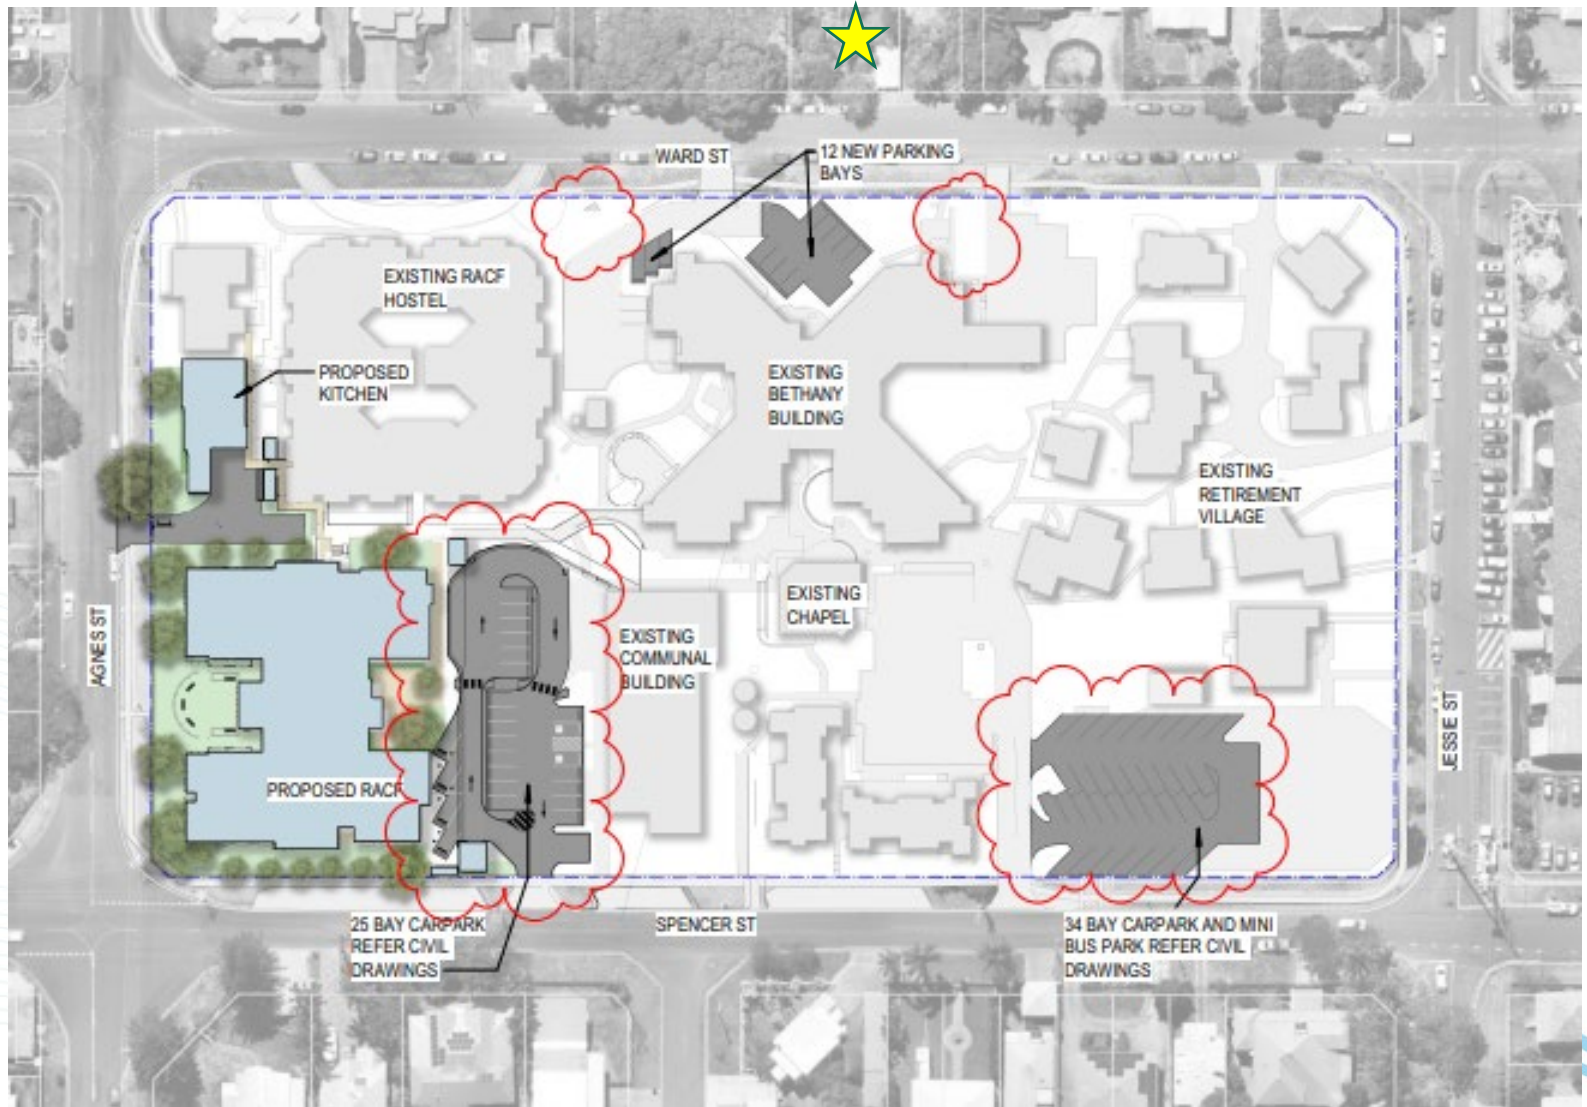 WARD ST
12 NEW PARKING
BAYS
EXISTING RACF
HOSTEL
PROPOSED
KITCHEN
EXISTING
BETHANY
BUILDING
EXISTING
RETIREMENT
VILLAGE
EXISTING
CHAPEL
EXISTING
COMMUNAL
BUILDING
AGNES ST
JESSIE ST
PROPOSED RACF
25 BAY CARPARK
REFER CIVIL
DRAWINGS
SPENCER ST
34 BAY CARPARK AND MINI
BUS PARK REFER CIVIL
DRAWINGS